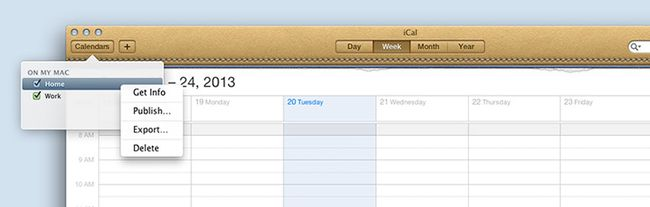 iCal
Calendars + Day Week Month Year
ON MY MAC
Home
Work
Get Info
Publish...
Export...
Delete
– 24, 2013
19 Monday 20 Tuesday 21 Wednesday 22 Thursday 23 Friday
8 AM
9 AM
10 AM